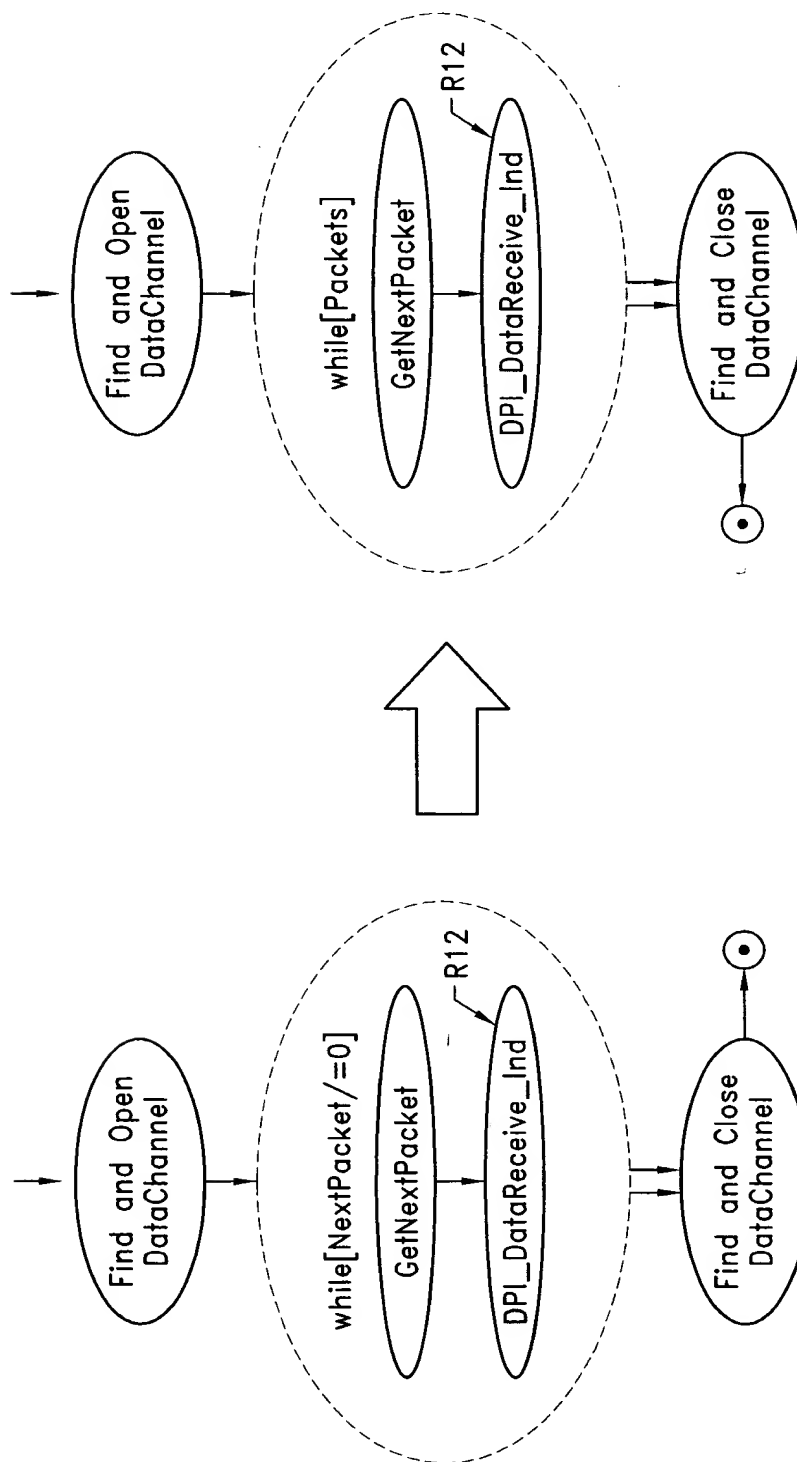 Find and Open
DataChannel
while[NextPacket/=0]
GetNextPacket
DPI_DataReceive_Ind
R12
Find and Close
DataChannel
Find and Open
DataChannel
while[Packets]
GetNextPacket
DPI_DataReceive_Ind
R12
Find and Close
DataChannel